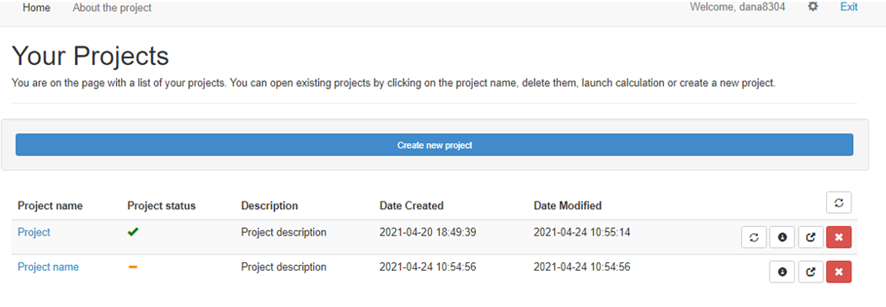 Home About the project Welcome, dana8304 Exit
Your Projects
You are on the page with a list of your projects. You can open existing projects by clicking on the project name, delete them, launch calculation or create a new project.
Create new project
Project name Project status Description Date Created Date Modified
Project Project description 2021-04-20 18:49:39 2021-04-24 10:55:14
Project name Project description 2021-04-24 10:54:56 2021-04-24 10:54:56